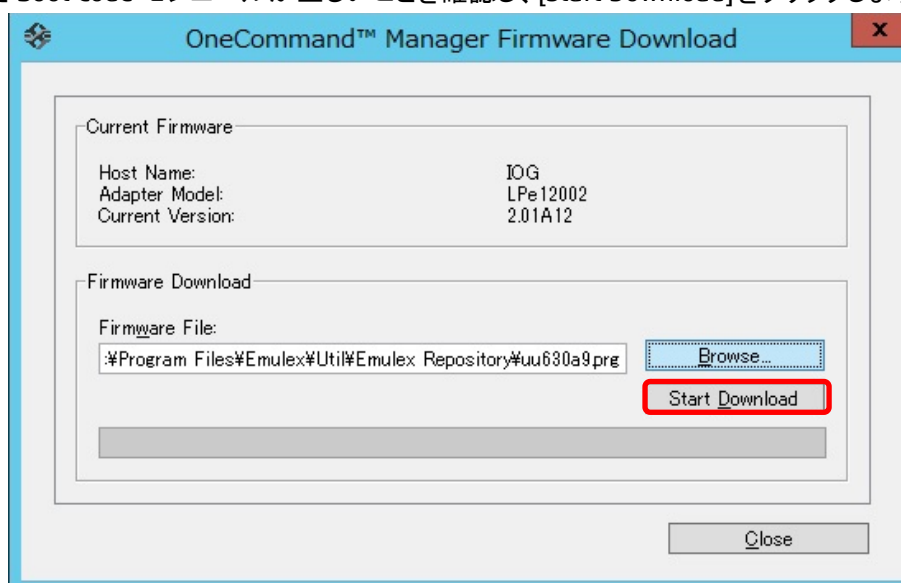 OneCommand™ Manager Firmware Download
x
Current Firmware
Host Name: IOG
Adapter Model: LPe12002
Current Version: 2.01A12
Firmware Download
Firmware File:
:¥Program Files¥Emulex¥Util¥Emulex Repository¥uu630a9.prg
Browse...
Start Download
Close